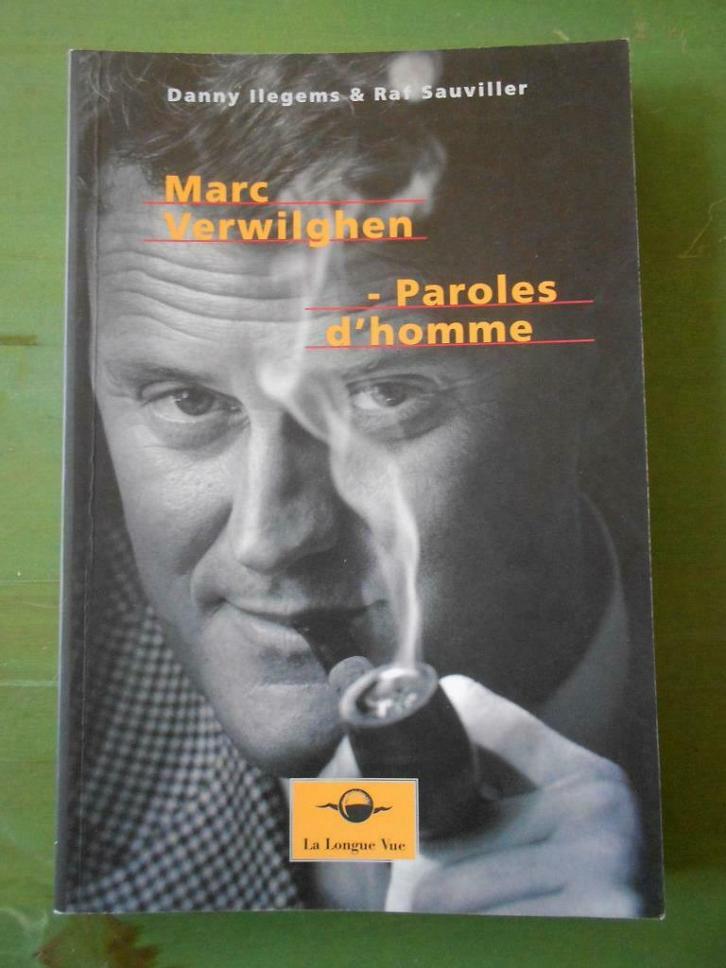 Danny Ilegems & Raf Sauviller
Marc
Verwilghen
- Paroles
d'homme
La Longue Vue